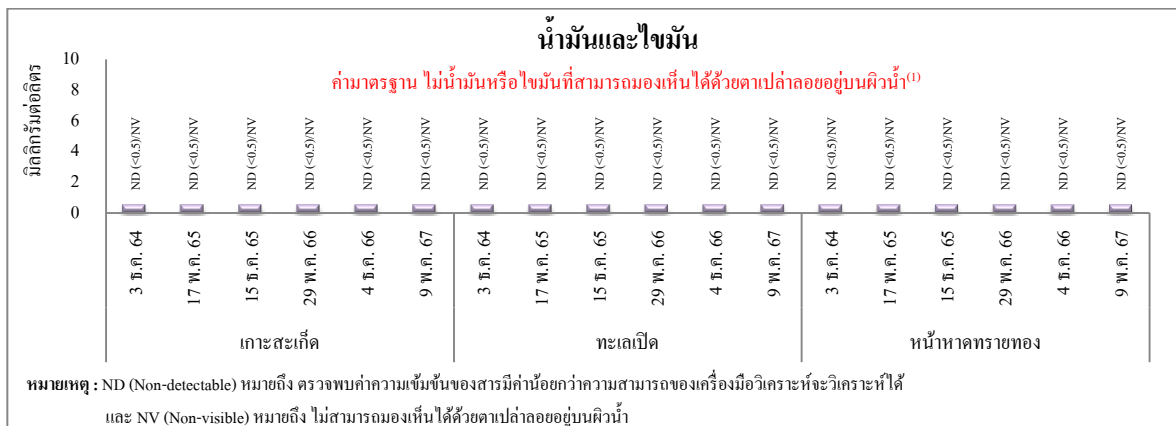 น้ำมันและไขมัน
ค่ามาตรฐาน ไม่น้ำมันหรือไขมันที่สามารถมองเห็นได้ด้วยตาเปล่าลอยอยู่บนผิวน้ำ(1)
มิลลิกรัมต่อลิตร
10
8
6
4
2
0
ND (<0.5)/NV ND (<0.5)/NV ND (<0.5)/NV ND (<0.5)/NV ND (<0.5)/NV ND (<0.5)/NV ND (<0.5)/NV ND (<0.5)/NV ND (<0.5)/NV ND (<0.5)/NV ND (<0.5)/NV ND (<0.5)/NV ND (<0.5)/NV ND (<0.5)/NV ND (<0.5)/NV ND (<0.5)/NV ND (<0.5)/NV ND (<0.5)/NV
3 ธ.ค. 64 17 พ.ค. 65 15 ธ.ค. 65 29 พ.ค. 66 4 ธ.ค. 66 9 พ.ค. 67 3 ธ.ค. 64 17 พ.ค. 65 15 ธ.ค. 65 29 พ.ค. 66 4 ธ.ค. 66 9 พ.ค. 67 3 ธ.ค. 64 17 พ.ค. 65 15 ธ.ค. 65 29 พ.ค. 66 4 ธ.ค. 66 9 พ.ค. 67
เกาะสะเก็ด ทะเลเปิด หน้าหาดทรายทอง
หมายเหตุ : ND (Non-detectable) หมายถึง ตรวจพบค่าความเข้มข้นของสารมีค่าน้อยกว่าความสามารถของเครื่องมือวิเคราะห์จะวิเคราะห์ได้
และ NV (Non-visible) หมายถึง ไม่สามารถมองเห็นได้ด้วยตาเปล่าลอยอยู่บนผิวน้ำ